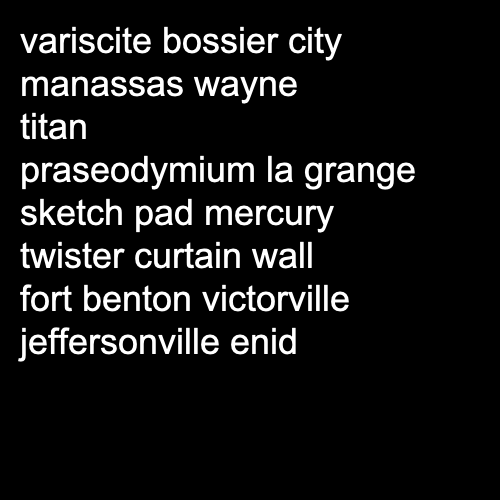 variscite bossier city
manassas wayne
titan
praseodymium la grange
sketch pad mercury
twister curtain wall
fort benton victorville
jeffersonville enid